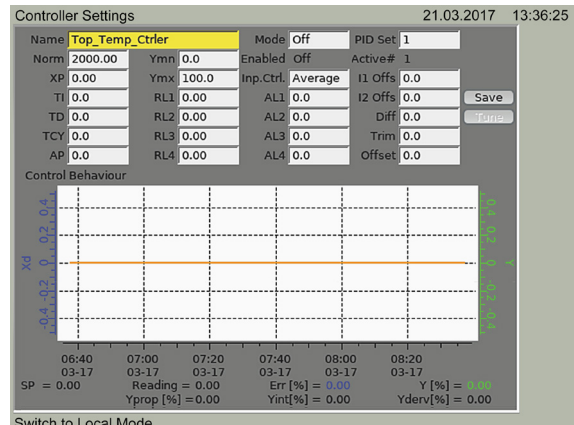 Controller Settings 21.03.2017 13:36:25
Name Top_Temp_Ctrler Mode Off PID Set 1
Norm 2000.00 Ymn 0.0 Enabled Off Active# 1
XP 0.00 Ymx 100.0 Inp.Ctrl. Average I1 Offs 0.0
TI 0.0 RL1 0.00 AL1 0.0 I2 Offs 0.0 Save
TD 0.0 RL2 0.00 AL2 0.0 Diff 0.0 Tune
TCY 0.0 RL3 0.00 AL3 0.0 Trim 0.0
AP 0.0 RL4 0.00 AL4 0.0 Offset 0.0
Control Behaviour
Xd
-0.4 -0.2 0 0.2 0.4
-0.4 -0.2 0 0.2 0.4
Y
06:40 07:00 07:20 07:40 08:00 08:20
03-17 03-17 03-17 03-17 03-17 03-17
SP = 0.00 Reading = 0.00 Err [%] = 0.00 Y [%] = 0.00
Yprop [%] = 0.00 Yint[%] = 0.00 Yderv[%] = 0.00
Switch to Local Mode